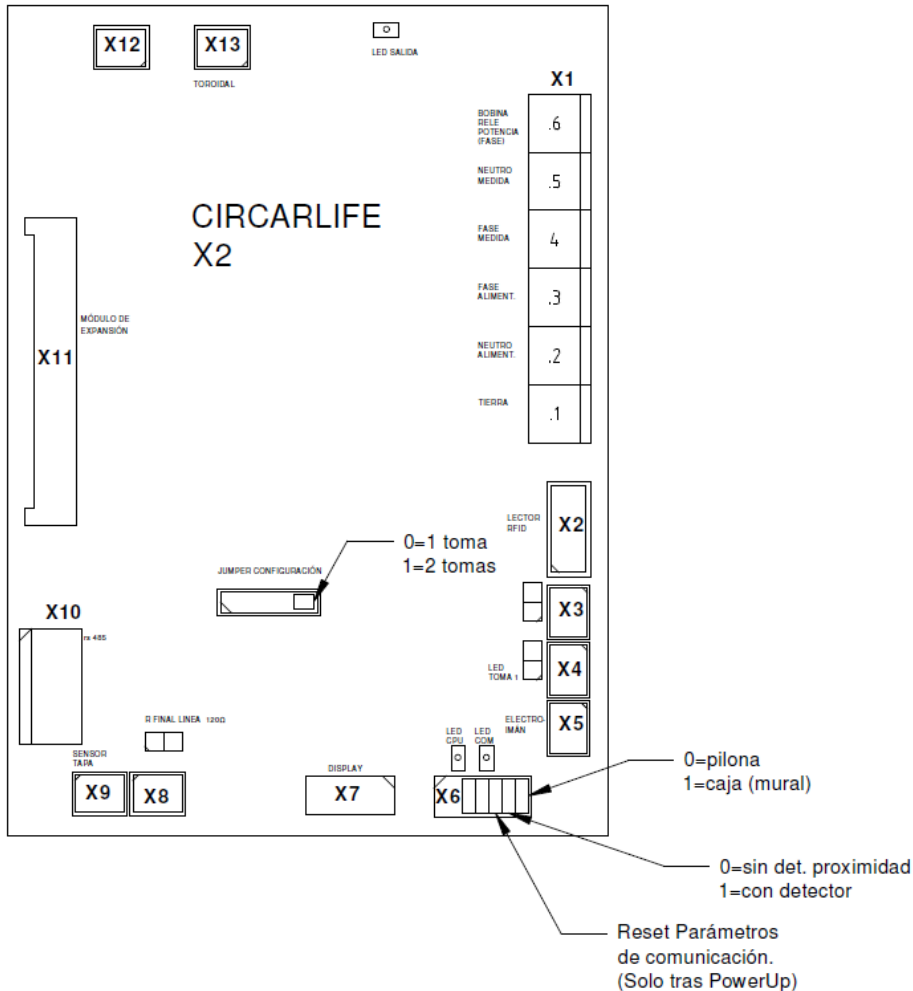 X12
X13
TOROIDAL
LED SALIDA
X1
BOBINA
RELE
POTENCIA
(FASE)
.6
NEUTRO
MEDIDA
.5
FASE
MEDIDA
4
FASE
ALIMENT.
.3
NEUTRO
ALIMENT.
.2
TIERRA
.1
CIRCARLIFE
X2
MÓDULO DE
EXPANSIÓN
X11
LECTOR
RFID
X2
0=1 toma
1=2 tomas
JUMPER CONFIGURACIÓN
X3
X10
rx 485
LED
TOMA 1
X4
R FINAL LINEA 120Ω
ELECTRO-
IMÁN
X5
LED
CPU
LED
COM
SENSOR
TAPA
X9
X8
DISPLAY
X7
X6
0=pilona
1=caja (mural)
0=sin det. proximidad
1=con detector
Reset Parámetros
de comunicación.
(Solo tras PowerUp)